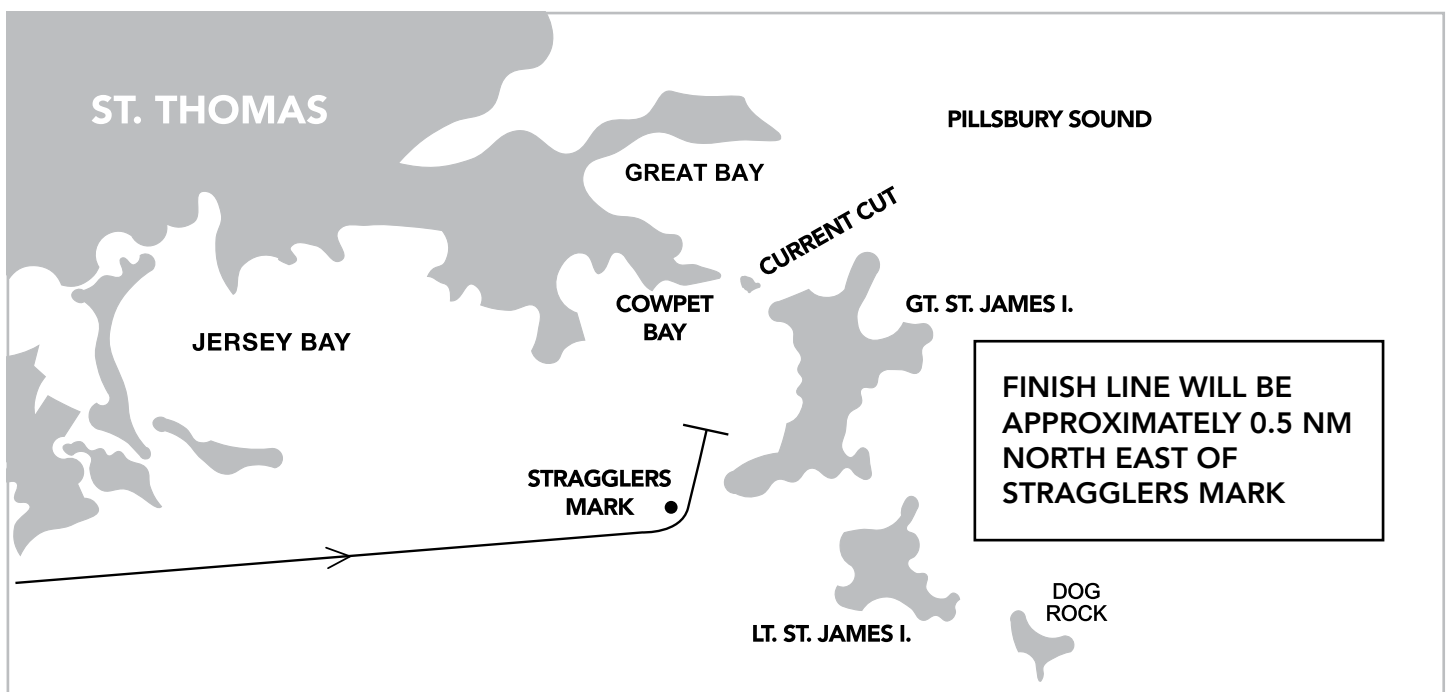 ST. THOMAS
PILLSBURY SOUND
GREAT BAY
CURRENT CUT
COWPET
BAY
GT. ST. JAMES I.
JERSEY BAY
FINISH LINE WILL BE
APPROXIMATELY 0.5 NM
NORTH EAST OF
STRAGGLERS MARK
STRAGGLERS
MARK
DOG
ROCK
LT. ST. JAMES I.